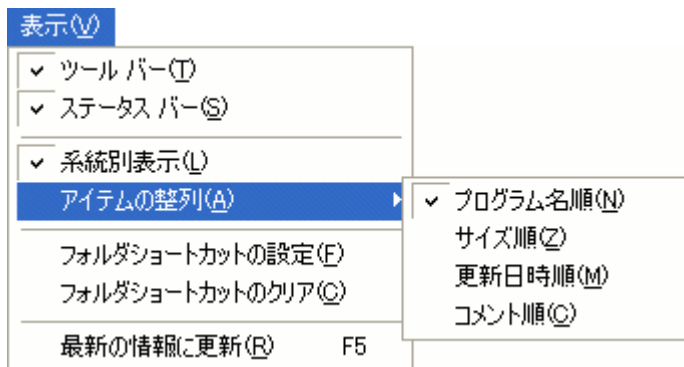 表示(V)
ツール バー(T)
ステータス バー(S)
系統別表示(L)
アイテムの整列(A)
プログラム名順(N)
サイズ順(Z)
更新日時順(M)
コメント順(C)
フォルダショートカットの設定(F)
フォルダショートカットのクリア(C)
最新の情報に更新(R) F5